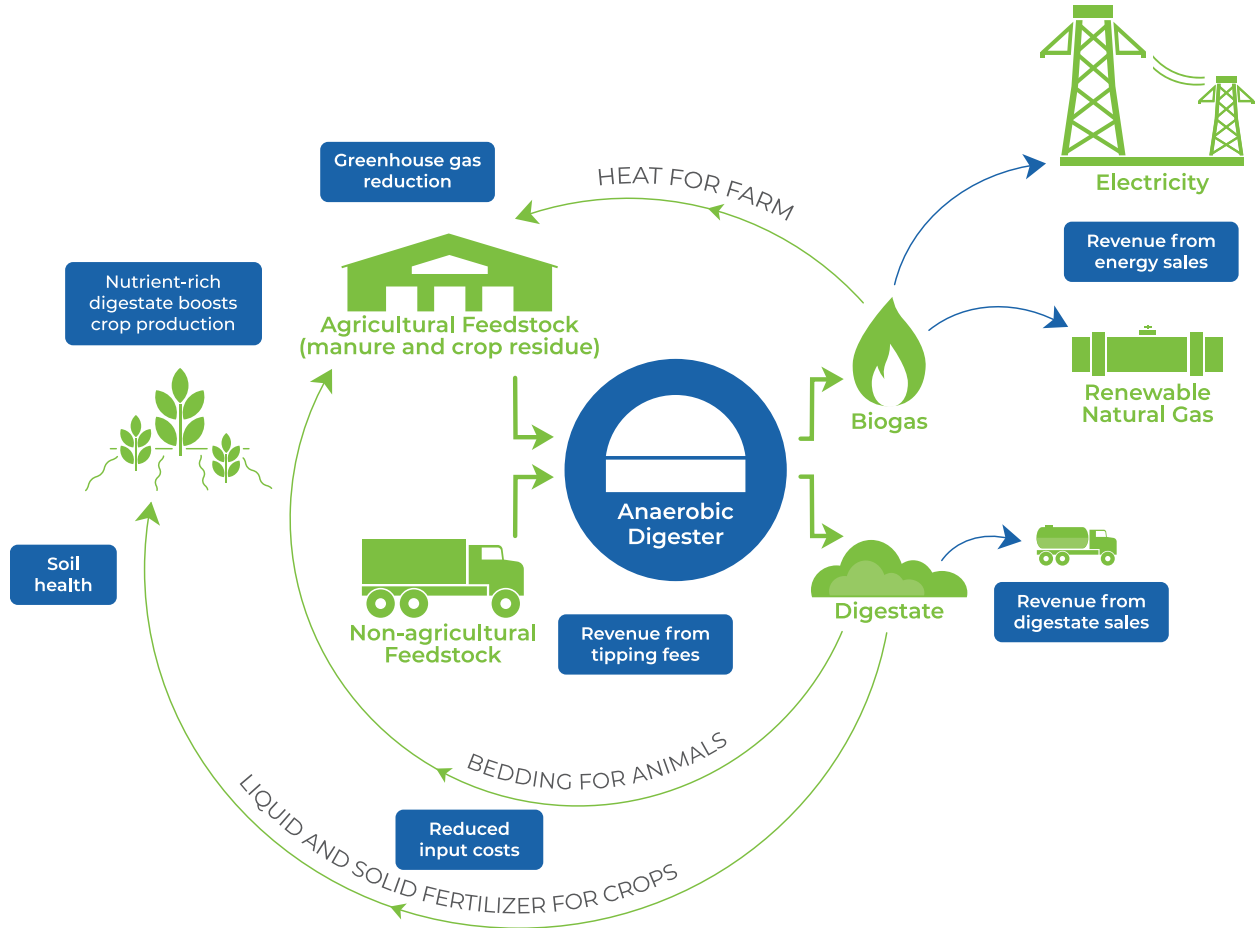 Electricity
Revenue from
energy sales
Greenhouse gas
reduction
HEAT FOR FARM
Nutrient-rich
digestate boosts
crop production
Agricultural Feedstock
(manure and crop residue)
Biogas
Renewable
Natural Gas
Anaerobic
Digester
Soil
health
Non-agricultural
Feedstock
Revenue from
tipping fees
Digestate
Revenue from
digestate sales
BEDDING FOR ANIMALS
Reduced
input costs
LIQUID AND SOLID FERTILIZER FOR CROPS